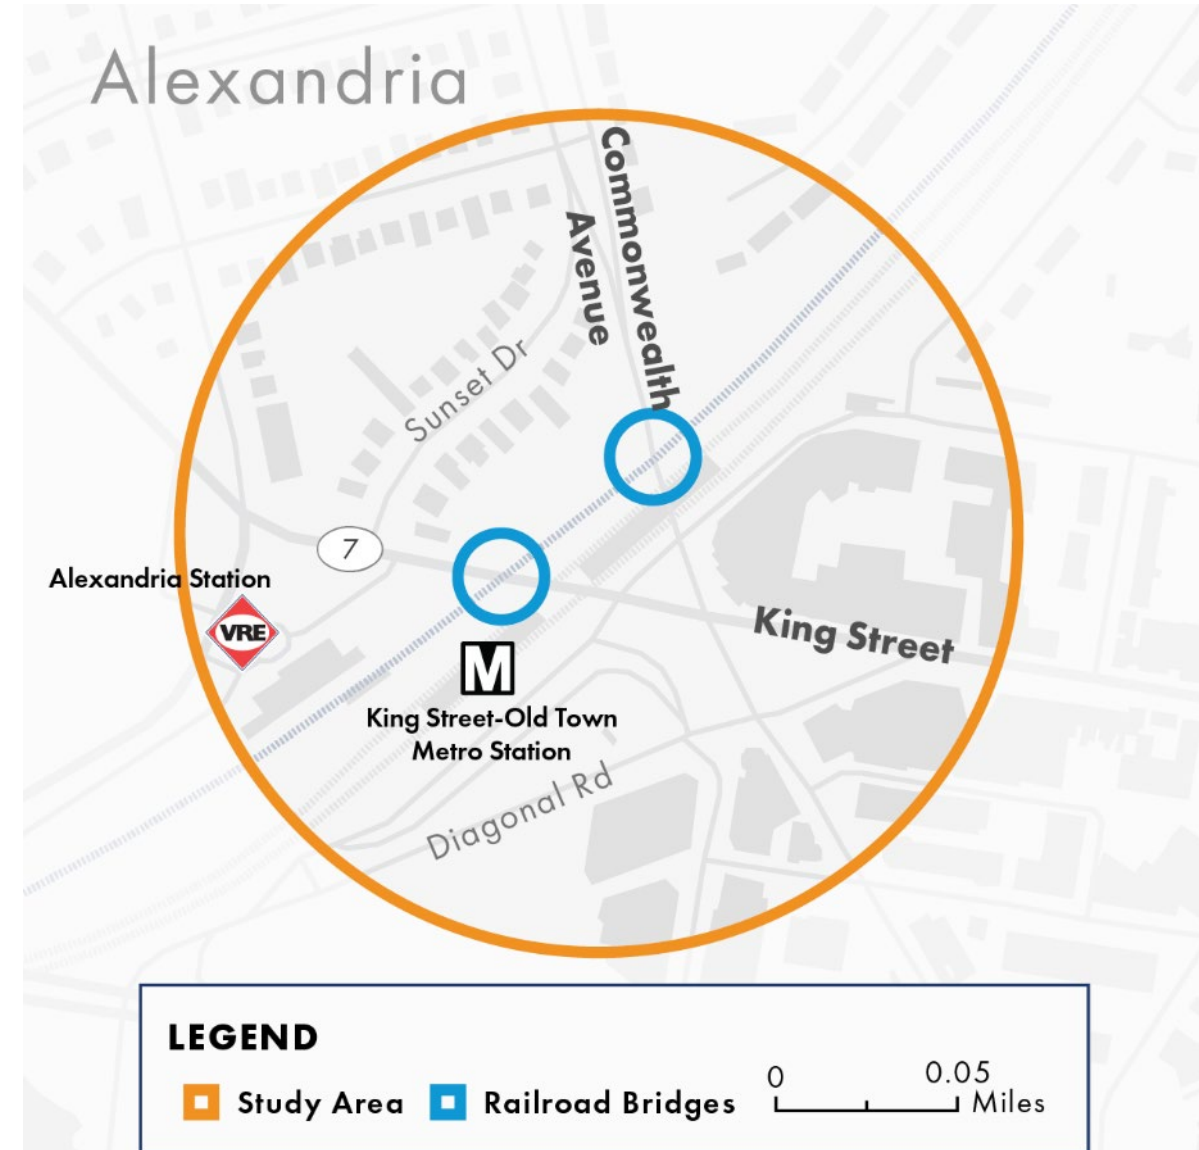 Alexandria
Commonwealth
Avenue
Sunset Dr
7
Alexandria Station
VRE
King Street
M
King Street-Old Town
Metro Station
Diagonal Rd
LEGEND
Study Area
Railroad Bridges
0
0.05
Miles